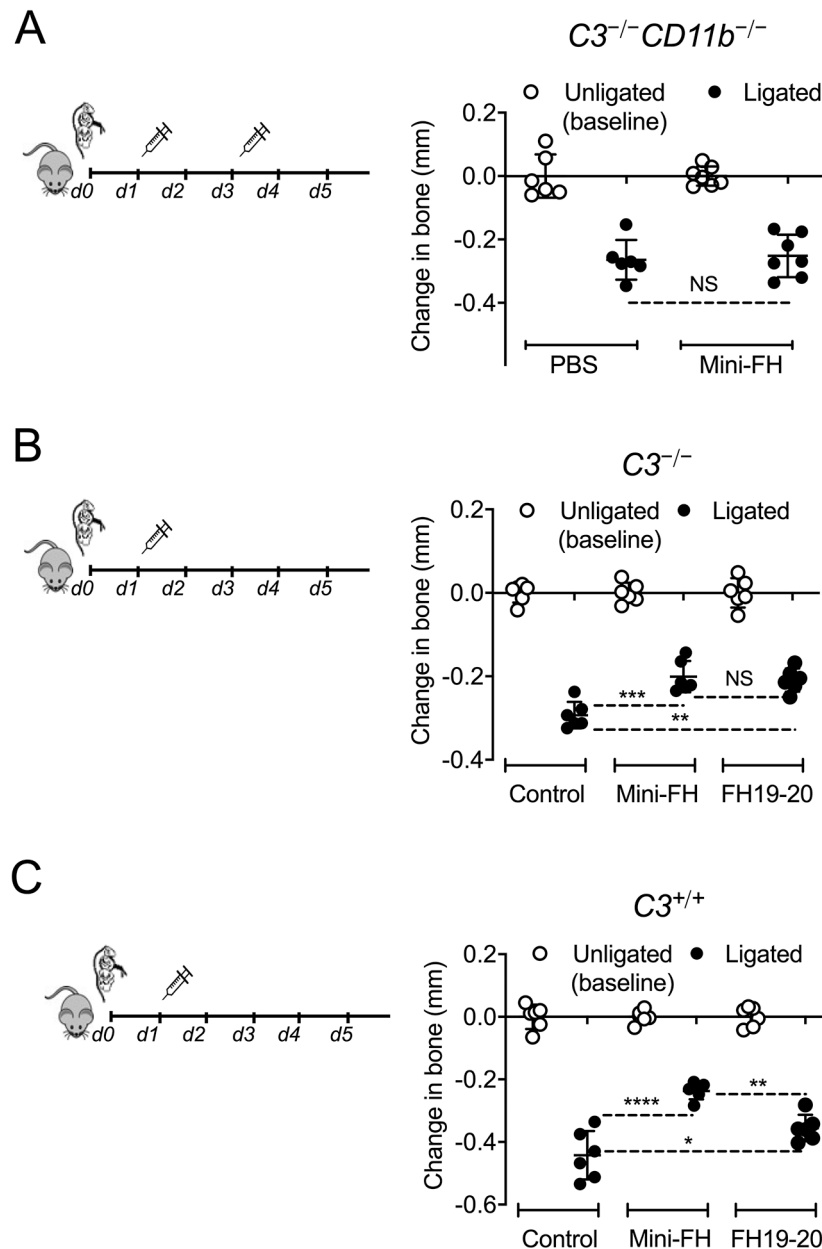 A
C3−/−CD11b−/−
Unligated
(baseline)
Ligated
Change in bone (mm)
0.2
0.0
-0.2
-0.4
NS
PBS
Mini-FH
d0 d1 d2 d3 d4 d5
B
C3−/−
Unligated
(baseline)
Ligated
Change in bone (mm)
0.2
0.0
-0.2
-0.4
***
NS
**
Control
Mini-FH
FH19-20
d0 d1 d2 d3 d4 d5
C
C3+/+
Unligated
(baseline)
Ligated
Change in bone (mm)
0.2
0.0
-0.2
-0.4
-0.6
****
**
*
Control
Mini-FH
FH19-20
d0 d1 d2 d3 d4 d5